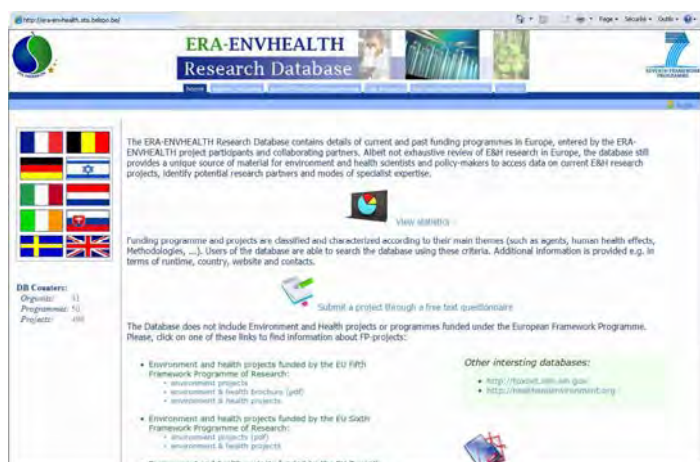 ERA-ENVHEALTH
Research Database
Home
The ERA-ENVHEALTH Research Database contains details of current and past funding programmes in Europe, entered by the ERA-
ENVHEALTH project participants and collaborating partners. Albeit not exhaustive review of E&H research in Europe, the database still
provides a unique source of material for environment and health scientists and policy-makers to access data on current E&H research
projects, identify potential research partners and modes of specialist expertise.
View statistics
Funding programme and projects are classified and characterized according to their main themes (such as agents, human health effects,
Methodologies, ...). Users of the database are able to search the database using these criteria. Additional information is provided e.g. in
terms of runtime, country, website and contacts.
DB Counters:
Programmes: 50
Projects: 498
Submit a project through a free text questionnaire
The Database does not include Environment and Health projects or programmes funded under the European Framework Programme.
Please, click on one of these links to find information about FP-projects:
• Environment and health projects funded by the EU Fifth
Framework Programme of Research:
environment projects
environment & health brochure (pdf)
environment & health projects
• Environment and health projects funded by the EU Sixth
Framework Programme of Research:
environment projects (pdf)
environment & health projects
Other intersting databases:
SEVENTH FRAMEWORK
PROGRAMME
Page
Sécurité
Outils